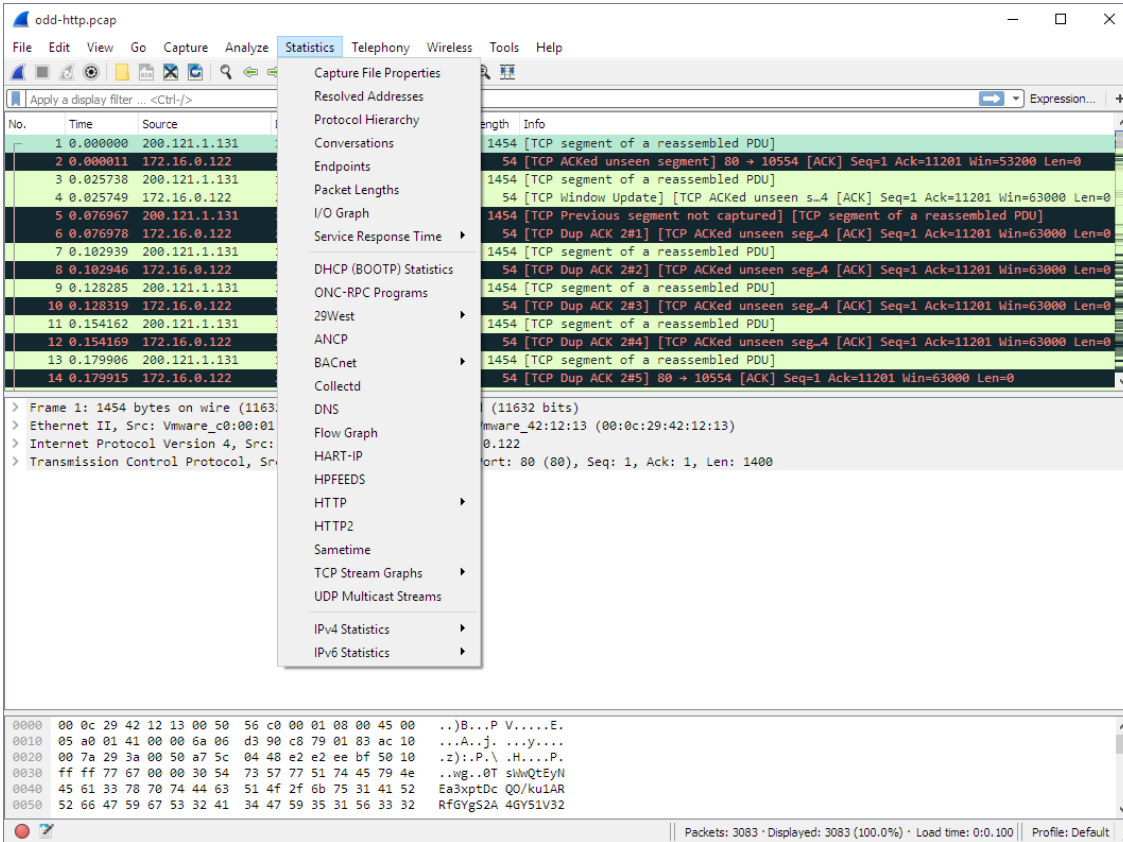 odd-http.pcap
File Edit View Go Capture Analyze Statistics Telephony Wireless Tools Help
Apply a display filter ... <Ctrl-/>
Expression... +
No. Time Source
ength Info
1 0.000000 200.121.1.131
1454 [TCP segment of a reassembled PDU]
2 0.000011 172.16.0.122
54 [TCP ACKed unseen segment] 80 → 10554 [ACK] Seq=1 Ack=11201 Win=53200 Len=0
3 0.025738 200.121.1.131
1454 [TCP segment of a reassembled PDU]
4 0.025749 172.16.0.122
54 [TCP Window Update] [TCP ACKed unseen s…4 [ACK] Seq=1 Ack=11201 Win=63000 Len=0
5 0.076967 200.121.1.131
1454 [TCP Previous segment not captured] [TCP segment of a reassembled PDU]
6 0.076978 172.16.0.122
54 [TCP Dup ACK 2#1] [TCP ACKed unseen seg…4 [ACK] Seq=1 Ack=11201 Win=63000 Len=0
7 0.102939 200.121.1.131
1454 [TCP segment of a reassembled PDU]
8 0.102946 172.16.0.122
54 [TCP Dup ACK 2#2] [TCP ACKed unseen seg…4 [ACK] Seq=1 Ack=11201 Win=63000 Len=0
9 0.128285 200.121.1.131
1454 [TCP segment of a reassembled PDU]
10 0.128319 172.16.0.122
54 [TCP Dup ACK 2#3] [TCP ACKed unseen seg…4 [ACK] Seq=1 Ack=11201 Win=63000 Len=0
11 0.154162 200.121.1.131
1454 [TCP segment of a reassembled PDU]
12 0.154169 172.16.0.122
54 [TCP Dup ACK 2#4] [TCP ACKed unseen seg…4 [ACK] Seq=1 Ack=11201 Win=63000 Len=0
13 0.179906 200.121.1.131
1454 [TCP segment of a reassembled PDU]
14 0.179915 172.16.0.122
54 [TCP Dup ACK 2#5] 80 → 10554 [ACK] Seq=1 Ack=11201 Win=63000 Len=0
Capture File Properties
Resolved Addresses
Protocol Hierarchy
Conversations
Endpoints
Packet Lengths
I/O Graph
Service Response Time
DHCP (BOOTP) Statistics
ONC-RPC Programs
29West
ANCP
BACnet
Collectd
DNS
Flow Graph
HART-IP
HPFEEDS
HTTP
HTTP2
Sametime
TCP Stream Graphs
UDP Multicast Streams
IPv4 Statistics
IPv6 Statistics
> Frame 1: 1454 bytes on wire (1163
(11632 bits)
> Ethernet II, Src: Vmware_c0:00:01
mware_42:12:13 (00:0c:29:42:12:13)
> Internet Protocol Version 4, Src:
0.122
> Transmission Control Protocol, Sr
ort: 80 (80), Seq: 1, Ack: 1, Len: 1400
0000 00 0c 29 42 12 13 00 50 56 c0 00 01 08 00 45 00 ..)B...P V.....E.
0010 05 a0 01 41 00 00 6a 06 d3 90 c8 79 01 83 ac 10 ...A..j. ...y....
0020 00 7a 29 3a 00 50 a7 5c 04 48 e2 e2 ee bf 50 10 .z):.P.\ .H....P.
0030 ff ff 77 67 00 00 30 54 73 57 77 51 74 45 79 4e ..wg..0T sWwQtEyN
0040 45 61 33 78 70 74 44 63 51 4f 2f 6b 75 31 41 52 Ea3xptDc QO/ku1AR
0050 52 66 47 59 67 53 32 41 34 47 59 35 31 56 33 32 RfGYgS2A 4GY51V32
Packets: 3083 · Displayed: 3083 (100.0%) · Load time: 0:0.100
Profile: Default